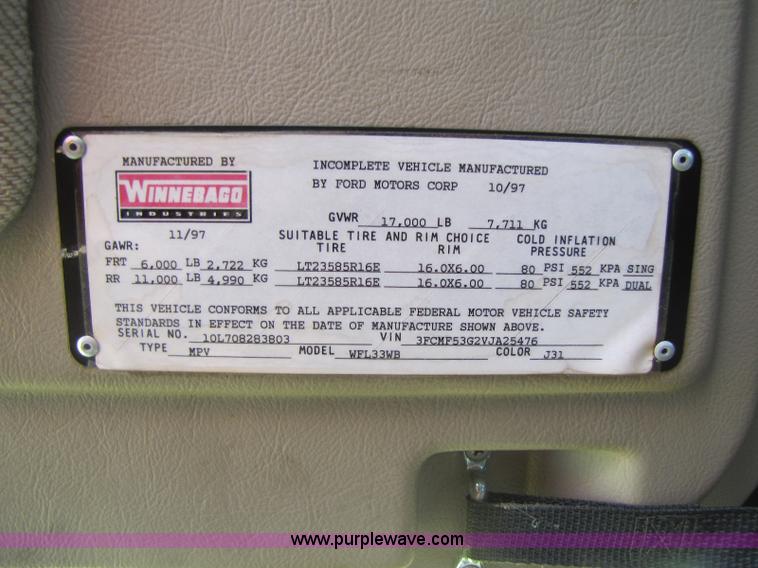 MANUFACTURED BY
WINNEBAGO
INDUSTRIES
11/97
INCOMPLETE VEHICLE MANUFACTURED
BY FORD MOTORS CORP 10/97
GVWR 17,000 LB 7,711 KG
GAWR:
SUITABLE TIRE AND RIM CHOICE
TIRE RIM
COLD INFLATION
PRESSURE
FRT 6,000 LB 2,722 KG LT23585R16E 16.0X6.00 80 PSI 552 KPA SING
RR 11,000 LB 4,990 KG LT23585R16E 16.0X6.00 80 PSI 552 KPA DUAL
THIS VEHICLE CONFORMS TO ALL APPLICABLE FEDERAL MOTOR VEHICLE SAFETY
STANDARDS IN EFFECT ON THE DATE OF MANUFACTURE SHOWN ABOVE.
SERIAL NO. 10L708283B03 VIN 3FCMF53G2VJA25476
TYPE MPV MODEL WFL33WB COLOR J31
www.purplewave.com